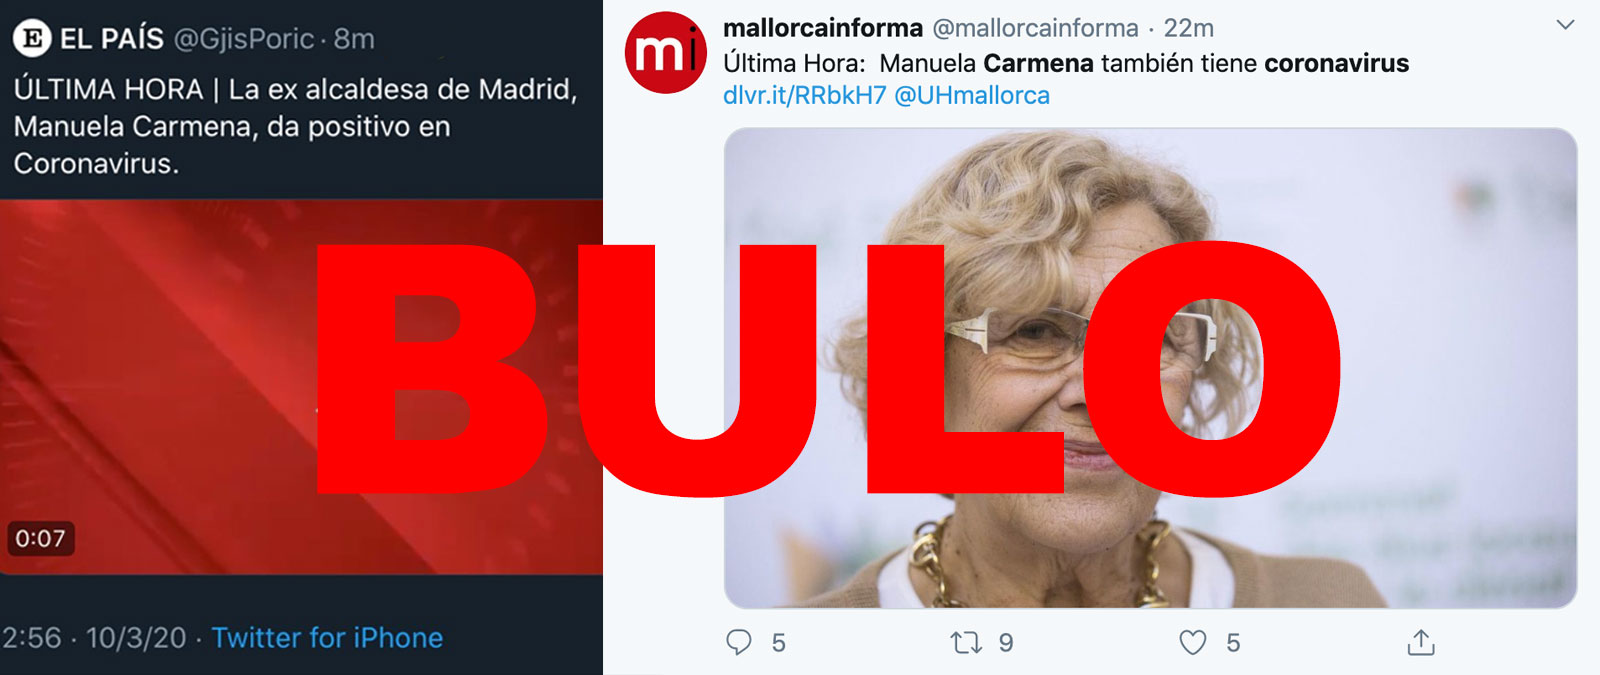 E EL PAÍS @GjisPoric · 8m
ÚLTIMA HORA | La ex alcaldesa de Madrid,
Manuela Carmena, da positivo en
Coronavirus.
0:07
2:56 · 10/3/20 · Twitter for iPhone
mi mallorcainforma @mallorcainforma · 22m
Última Hora: Manuela Carmena también tiene coronavirus
dlvr.it/RRbkH7 @UHmallorca
5 9 5
BULO